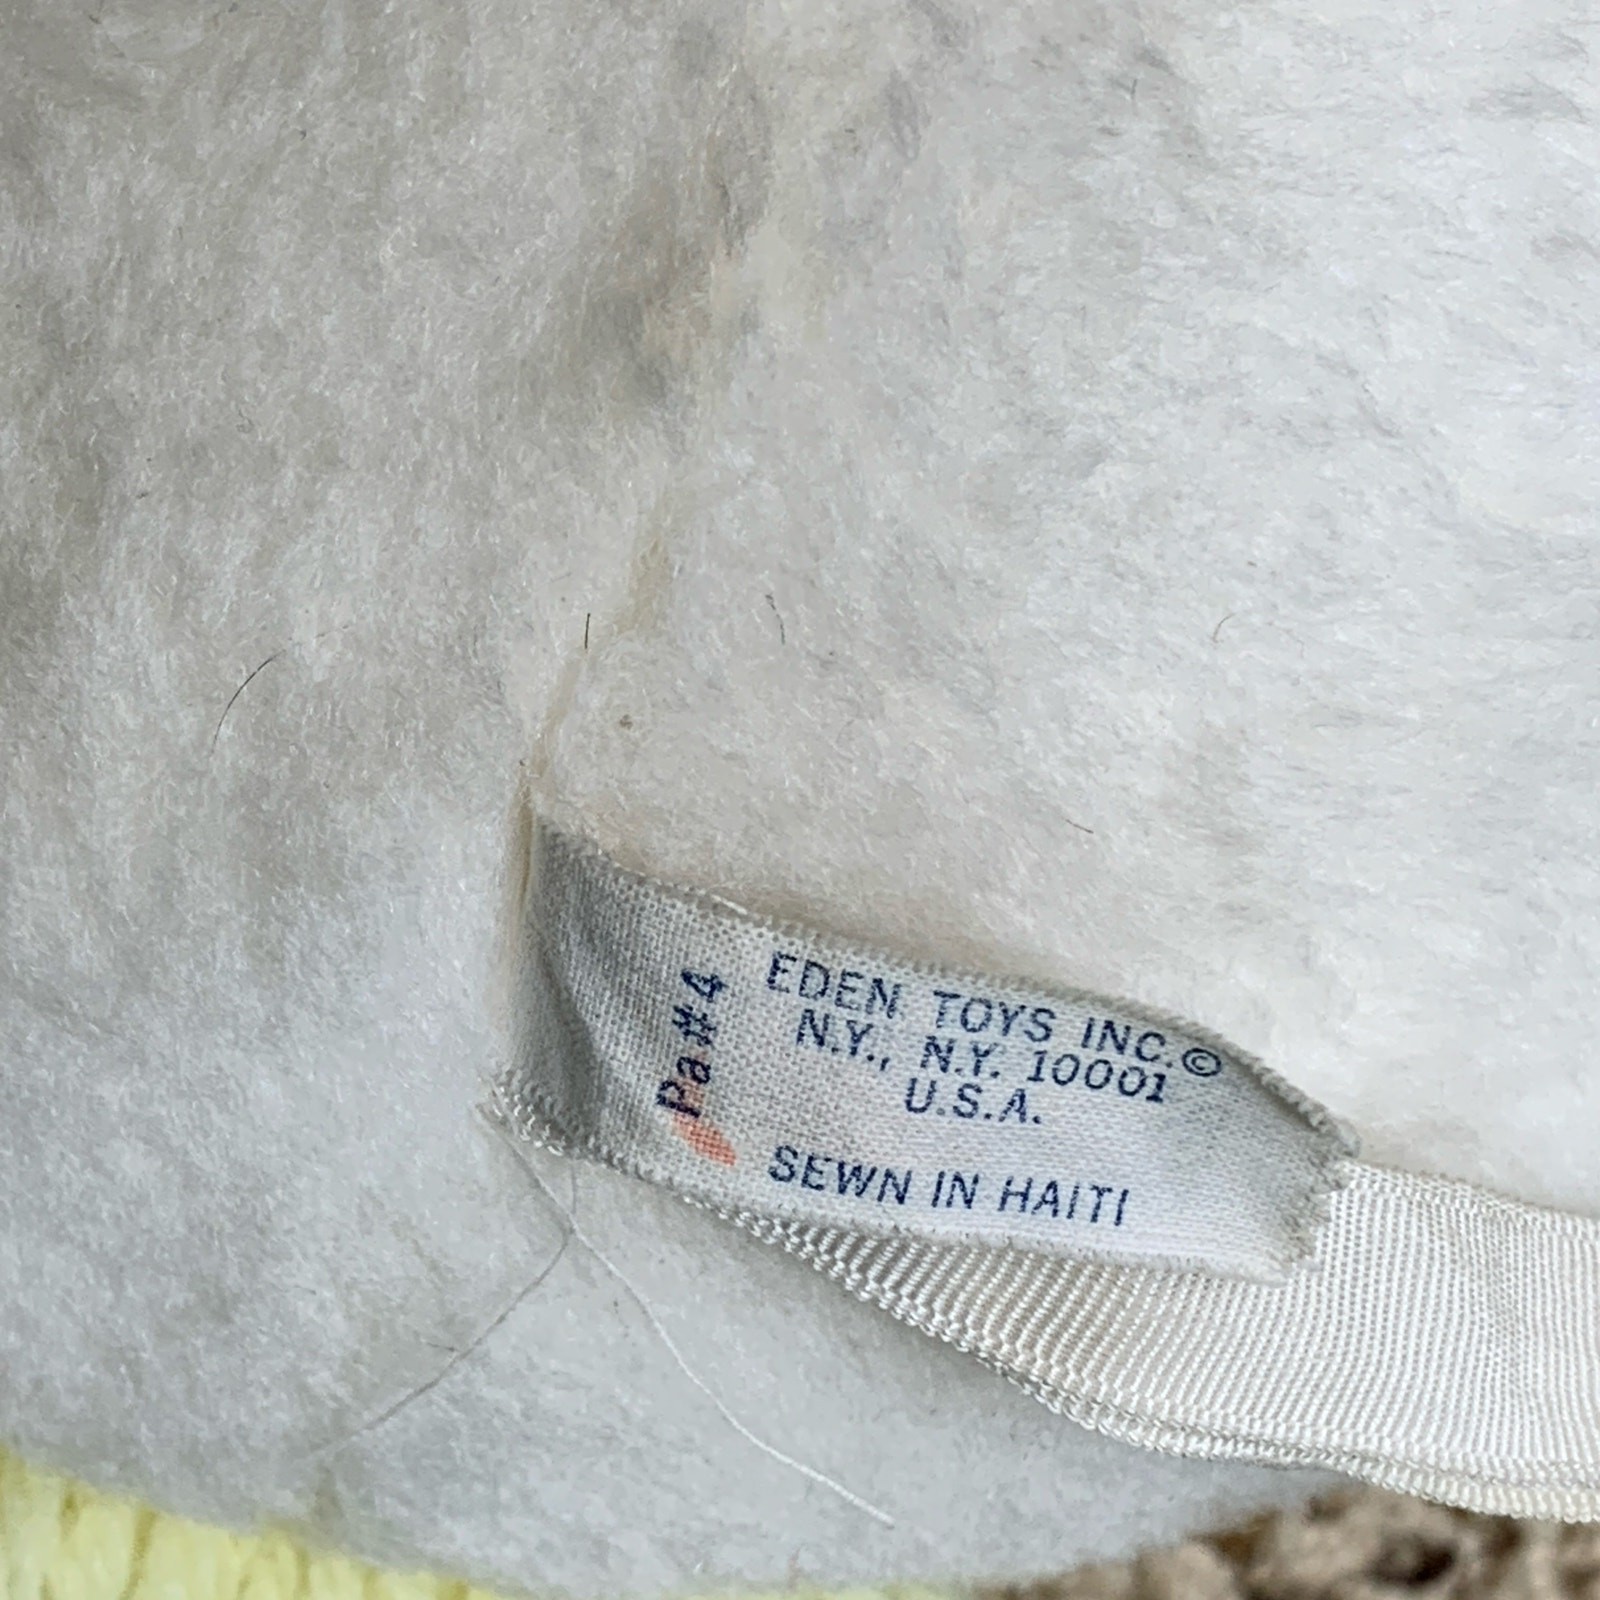 Pa#4
EDEN TOYS INC.©
N.Y., N.Y. 10001
U.S.A.
SEWN IN HAITI